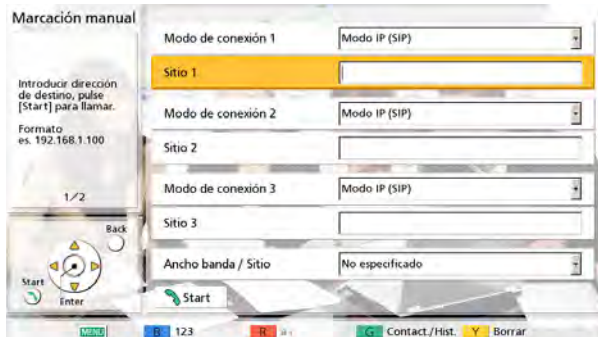 Marcación manual
Introducir dirección
de destino, pulse
[Start] para llamar.
Formato
es. 192.168.1.100
1/2
Back
Start
Enter
Modo de conexión 1
Modo IP (SIP)
Sitio 1
Modo de conexión 2
Modo IP (SIP)
Sitio 2
Modo de conexión 3
Modo IP (SIP)
Sitio 3
Ancho banda / Sitio
No especificado
Start
MENU
B 123
R
G Contact./Hist.
Y Borrar